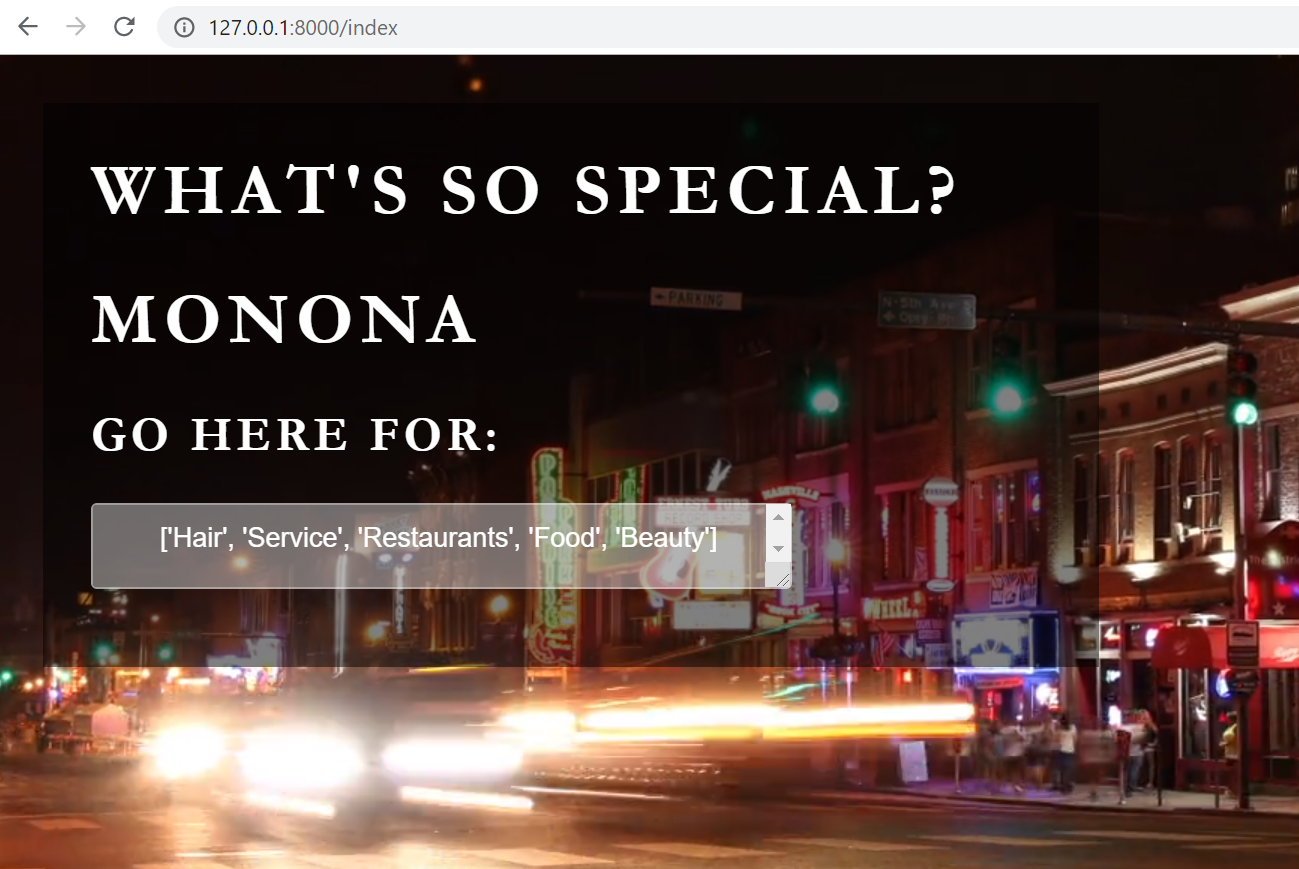 127.0.0.1:8000/index
WHAT'S SO SPECIAL?
PARKING
N 5th Ave S
MONONA
GO HERE FOR:
NASHVILLE
['Hair', 'Service', 'Restaurants', 'Food', 'Beauty']